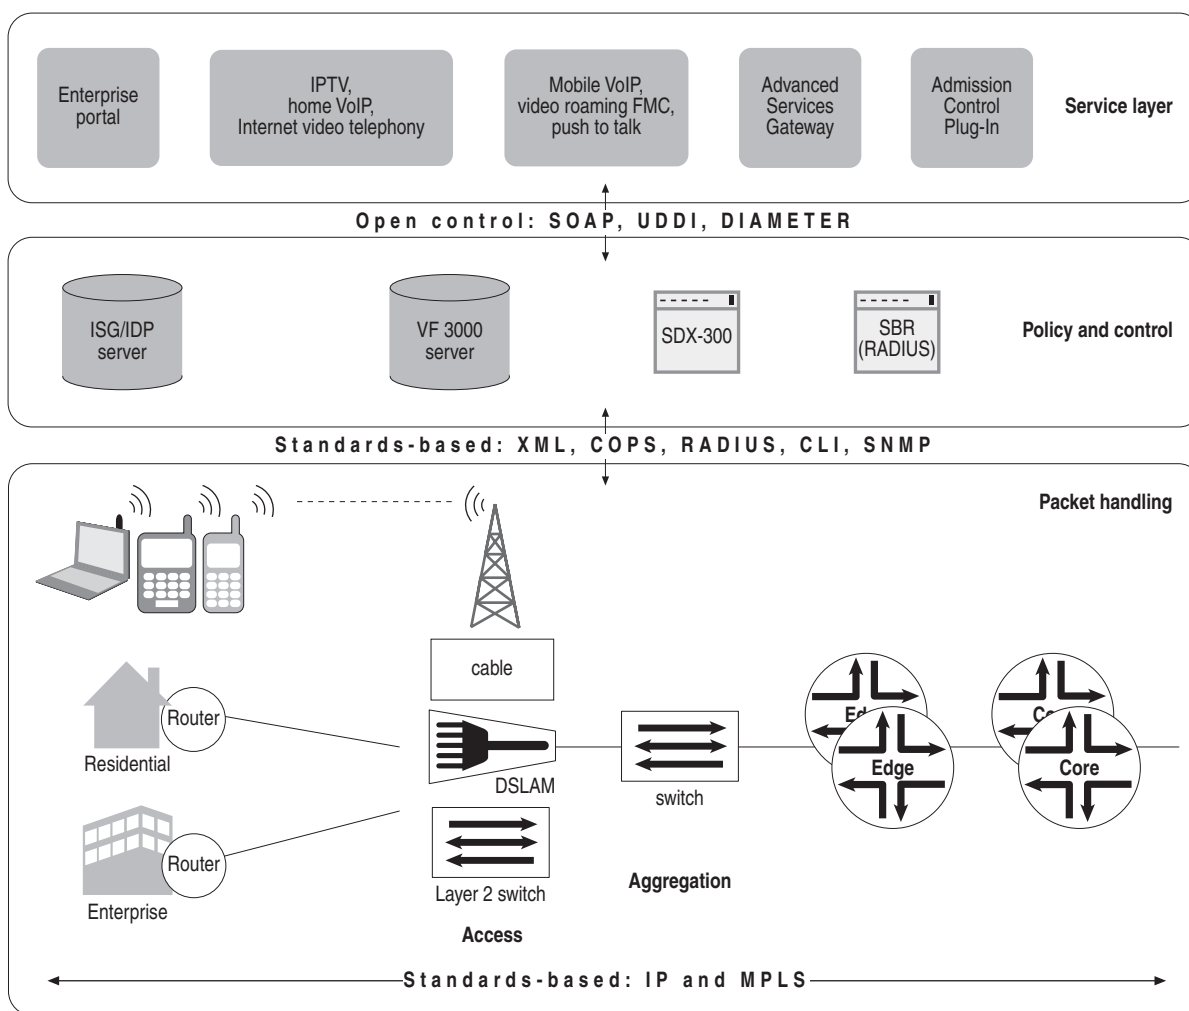 Enterprise
portal
IPTV,
home VoIP,
Internet video telephony
Mobile VoIP,
video roaming FMC,
push to talk
Advanced
Services
Gateway
Admission
Control
Plug-In
Service layer
Open control: SOAP, UDDI, DIAMETER
ISG/IDP
server
VF 3000
server
SDX-300
SBR
(RADIUS)
Policy and control
Standards-based: XML, COPS, RADIUS, CLI, SNMP
Packet handling
cable
Router
Residential
DSLAM
switch
Edge
Core
Router
Enterprise
Layer 2 switch
Aggregation
Access
Standards-based: IP and MPLS